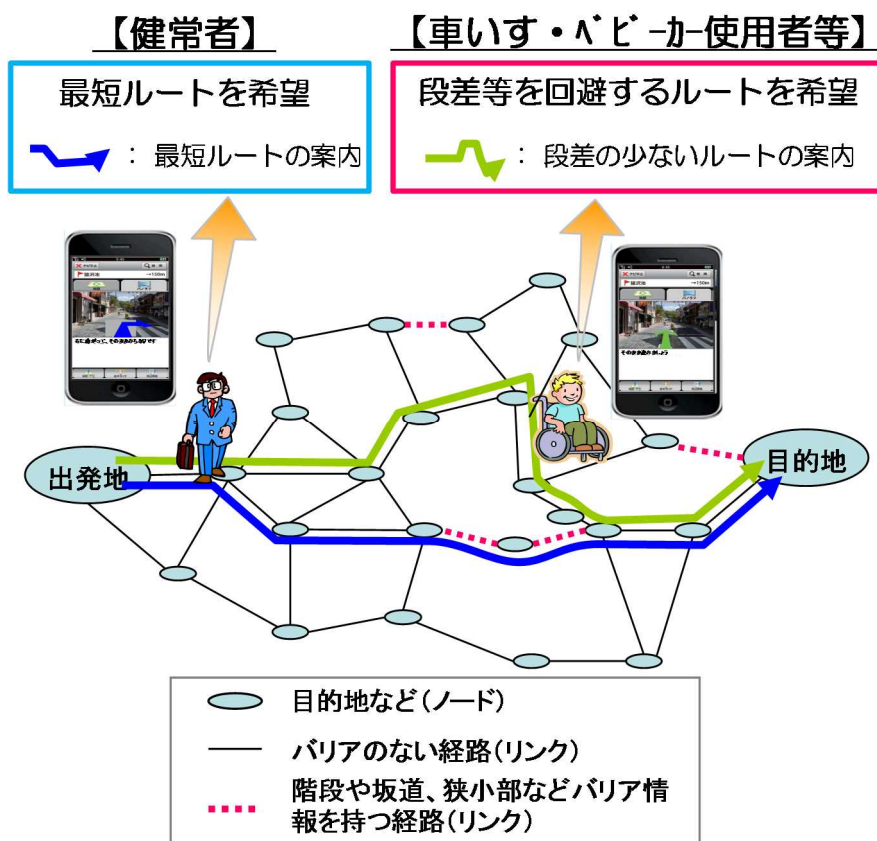 【健常者】
【車いす・ベビーカー使用者等】
最短ルートを希望
：最短ルートの案内
段差等を回避するルートを希望
：段差の少ないルートの案内
→150m
→150m
出発地
目的地
目的地など(ノード)
バリアのない経路(リンク)
階段や坂道、狭小部などバリア情
報を持つ経路(リンク)